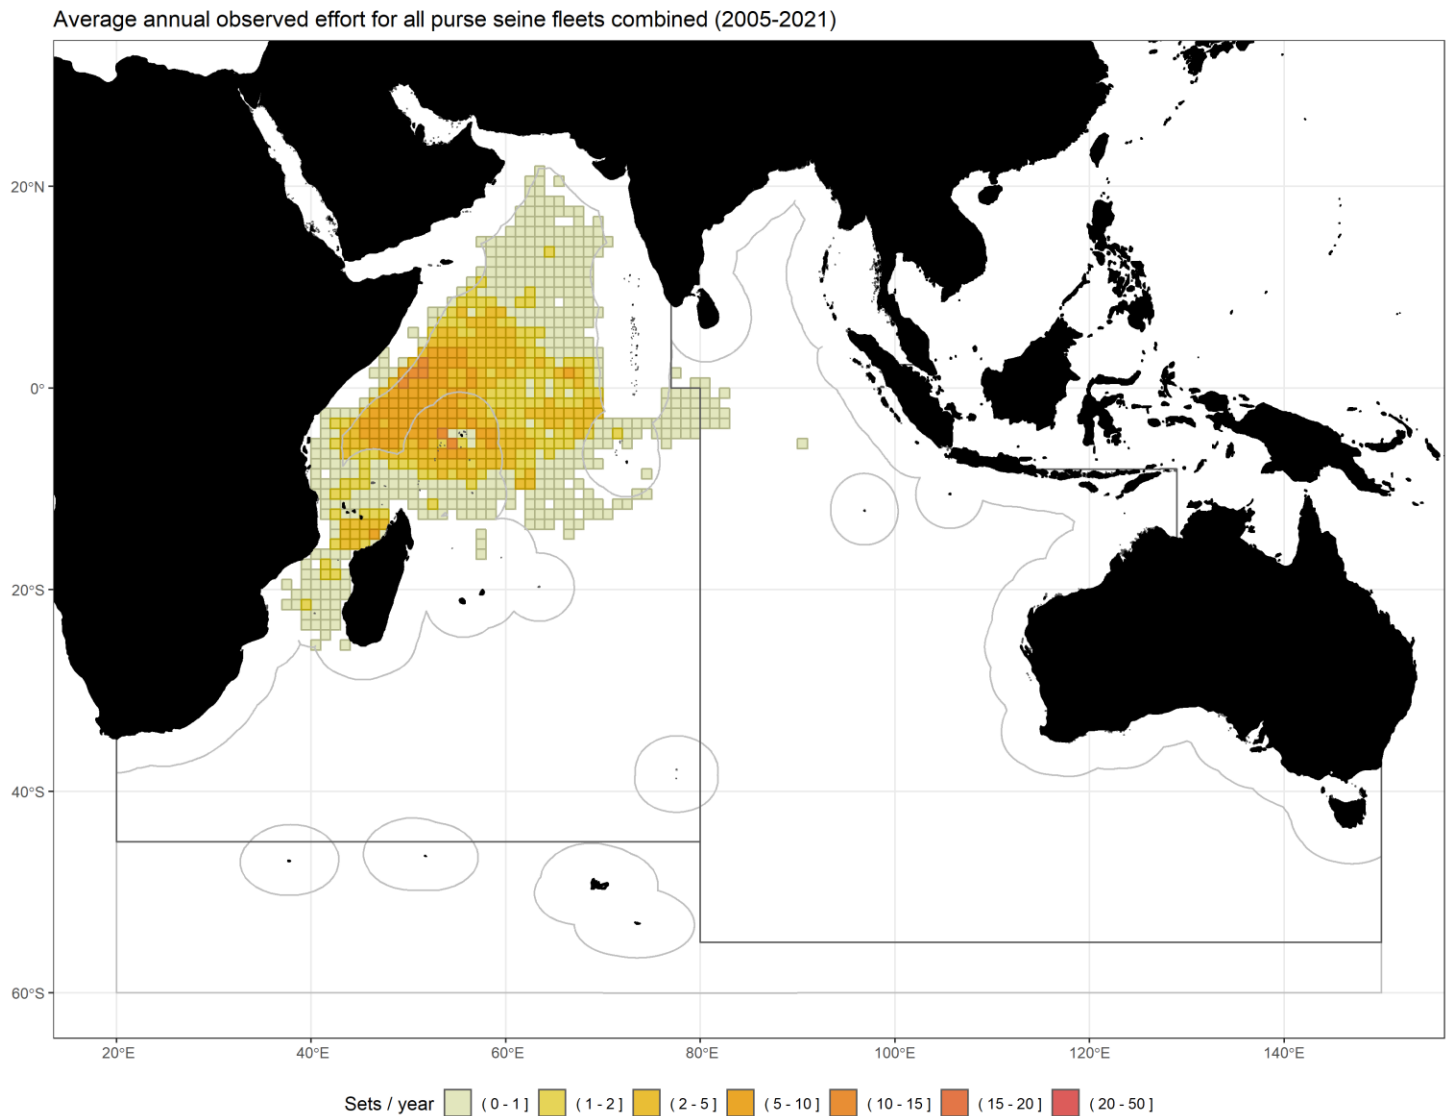 Average annual observed effort for all purse seine fleets combined (2005-2021)
20°N
0°
20°S
40°S
60°S
20°E 40°E 60°E 80°E 100°E 120°E 140°E
Sets / year ( 0 - 1 ] ( 1 - 2 ] ( 2 - 5 ] ( 5 - 10 ] ( 10 - 15 ] ( 15 - 20 ] ( 20 - 50 ]